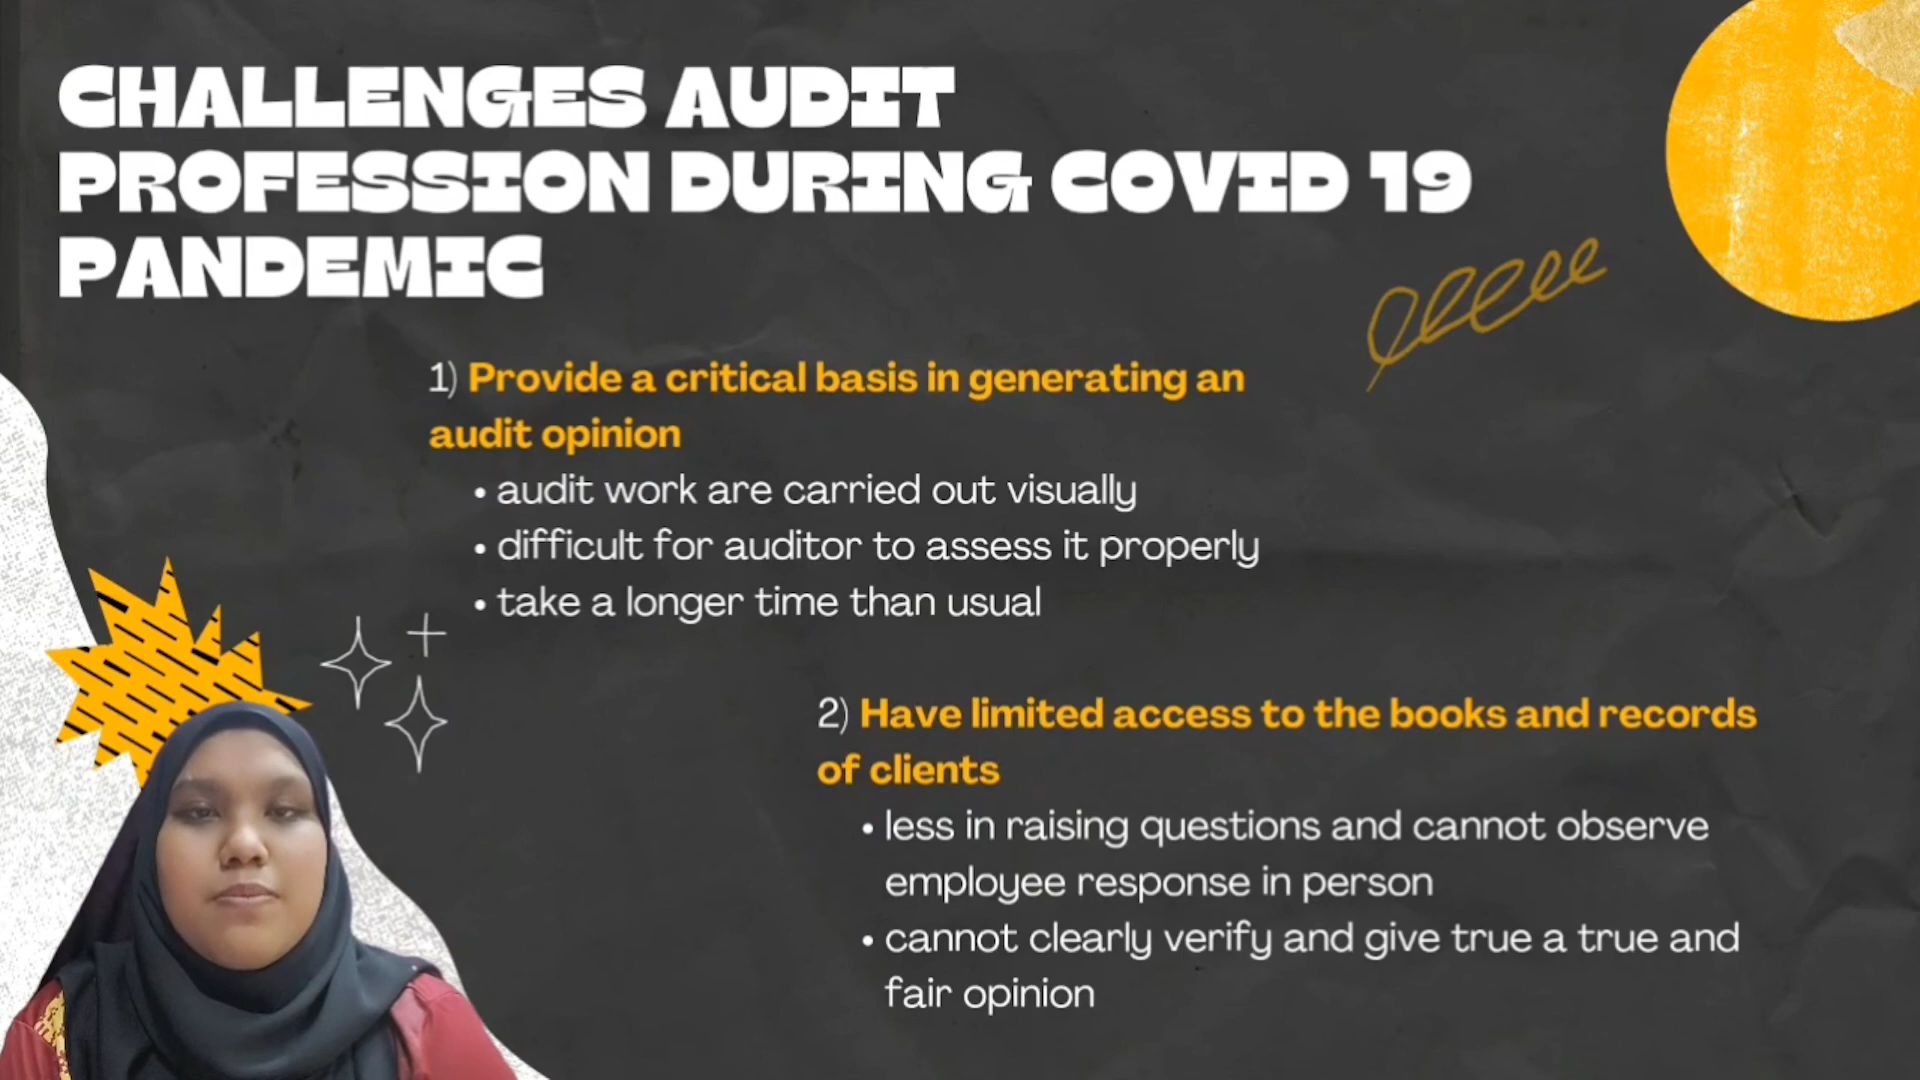 CHALLENGES AUDIT
PROFESSION DURING COVID 19
PANDEMIC
1) Provide a critical basis in generating an
audit opinion
• audit work are carried out visually
• difficult for auditor to assess it properly
• take a longer time than usual
2) Have limited access to the books and records
of clients
• less in raising questions and cannot observe
employee response in person
• cannot clearly verify and give true a true and
fair opinion